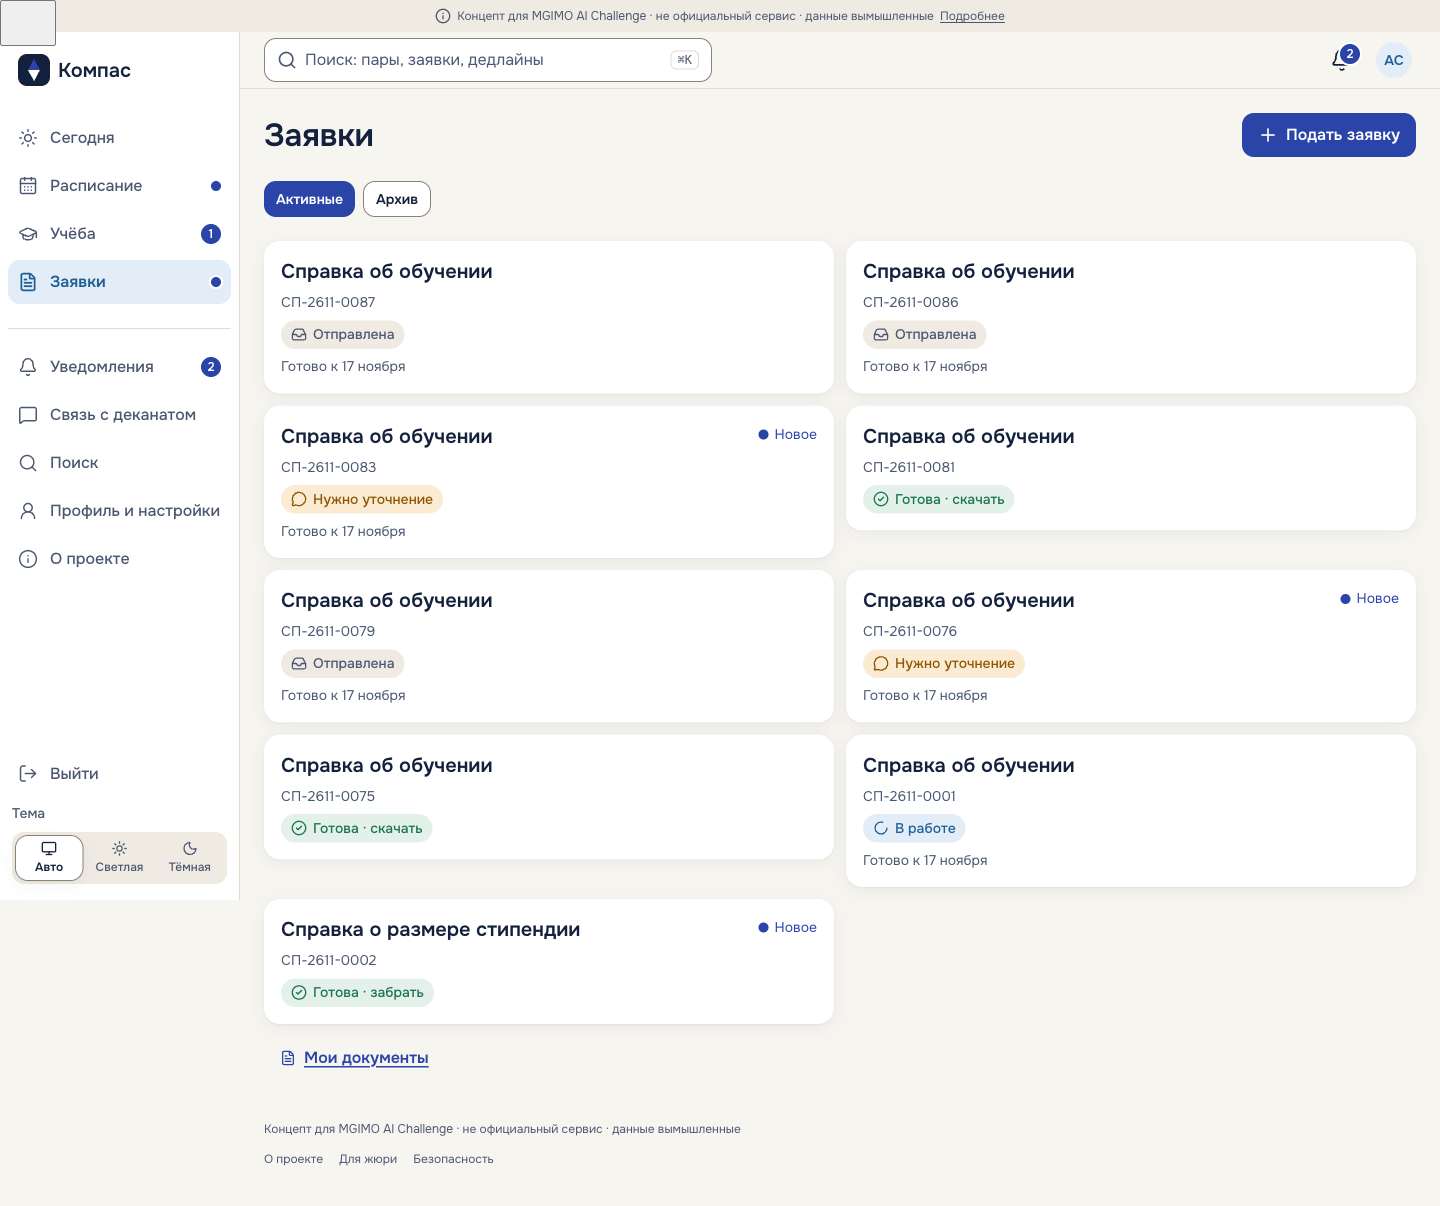 Концепт для MGIMO AI Challenge · не официальный сервис · данные вымышленные Подробнее
Компас
Поиск: пары, заявки, дедлайны
⌘K
2
АС
Сегодня
Расписание
Учёба 1
Заявки
Уведомления 2
Связь с деканатом
Поиск
Профиль и настройки
О проекте
Выйти
Тема
Авто Светлая Тёмная
Заявки
Подать заявку
Активные Архив
Справка об обучении
СП-2611-0087
Отправлена
Готово к 17 ноября
Справка об обучении
СП-2611-0086
Отправлена
Готово к 17 ноября
Справка об обучении
Новое
СП-2611-0083
Нужно уточнение
Готово к 17 ноября
Справка об обучении
СП-2611-0081
Готова · скачать
Справка об обучении
СП-2611-0079
Отправлена
Готово к 17 ноября
Справка об обучении
Новое
СП-2611-0076
Нужно уточнение
Готово к 17 ноября
Справка об обучении
СП-2611-0075
Готова · скачать
Справка об обучении
СП-2611-0001
В работе
Готово к 17 ноября
Справка о размере стипендии
Новое
СП-2611-0002
Готова · забрать
Мои документы
Концепт для MGIMO AI Challenge · не официальный сервис · данные вымышленные
О проекте Для жюри Безопасность